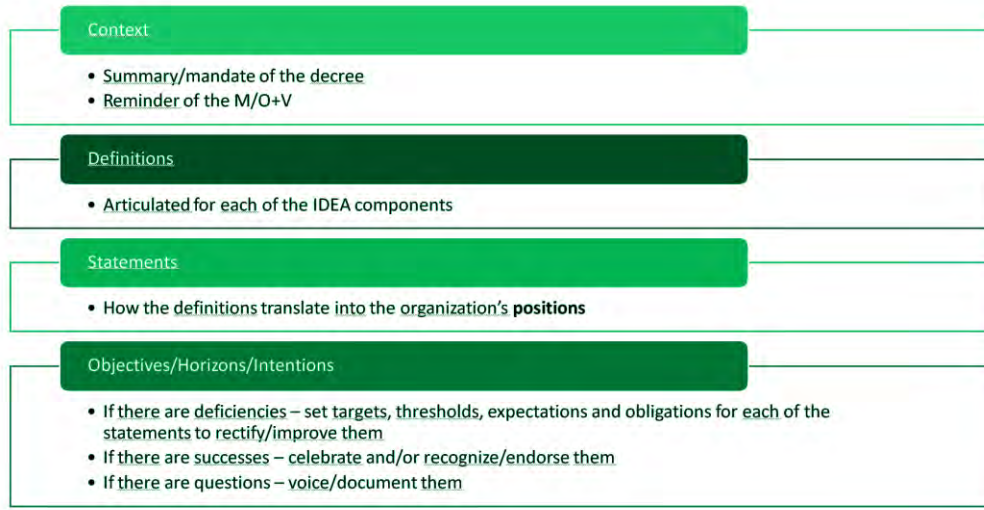 Context
• Summary/mandate of the decree
• Reminder of the M/O+V
Definitions
• Articulated for each of the IDEA components
Statements
• How the definitions translate into the organization's positions
Objectives/Horizons/Intentions
• If there are deficiencies – set targets, thresholds, expectations and obligations for each of the
statements to rectify/improve them
• If there are successes – celebrate and/or recognize/endorse them
• If there are questions – voice/document them